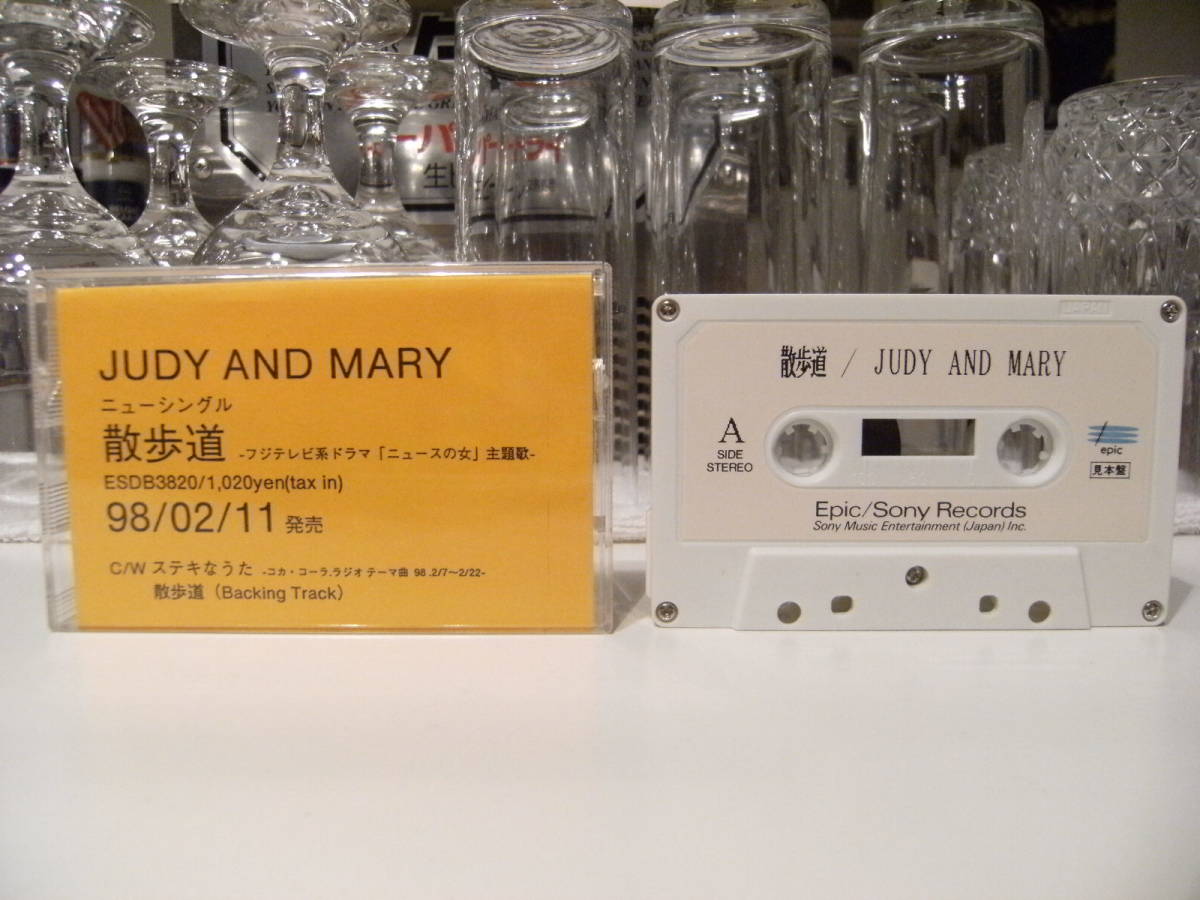 JUDY AND MARY
ニューシングル
散歩道 -フジテレビ系ドラマ「ニュースの女」主題歌-
ESDB3820/1,020yen(tax in)
98/02/11 発売
C/W ステキなうた -コカ・コーラ.ラジオ テーマ曲 98 .2/7〜2/22-
散歩道（Backing Track）
JAPAN
散歩道 / JUDY AND MARY
A
SIDE
STEREO
epic
見本盤
Epic/Sony Records
Sony Music Entertainment (Japan) Inc.